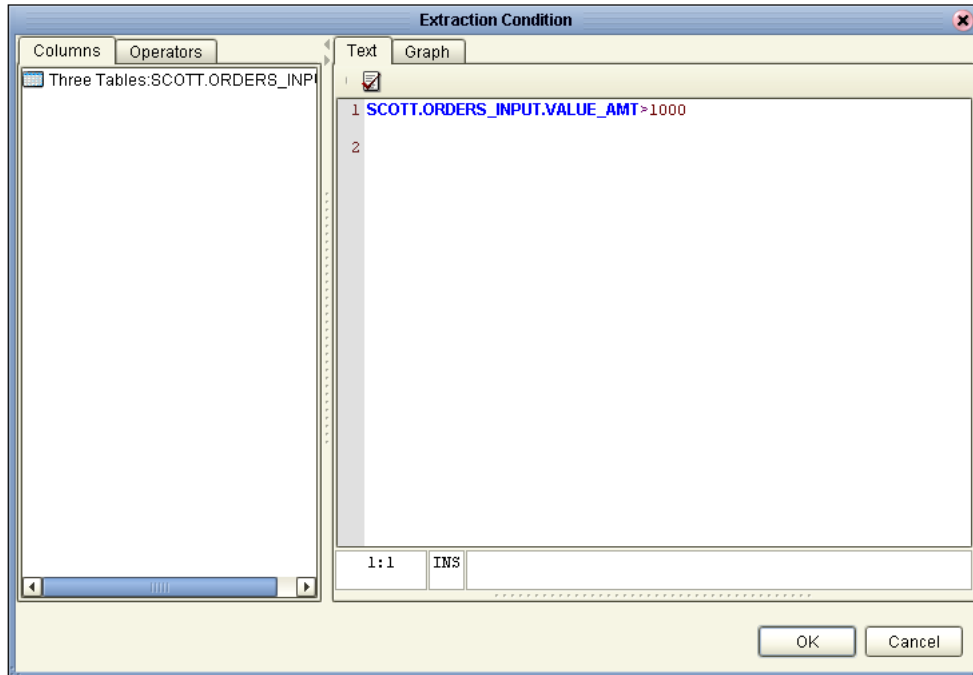 Extraction Condition
Columns
Operators
Three Tables:SCOTT.ORDERS_INP
Text
Graph
1 SCOTT.ORDERS_INPUT.VALUE_AMT>1000
2
1:1
INS
OK
Cancel